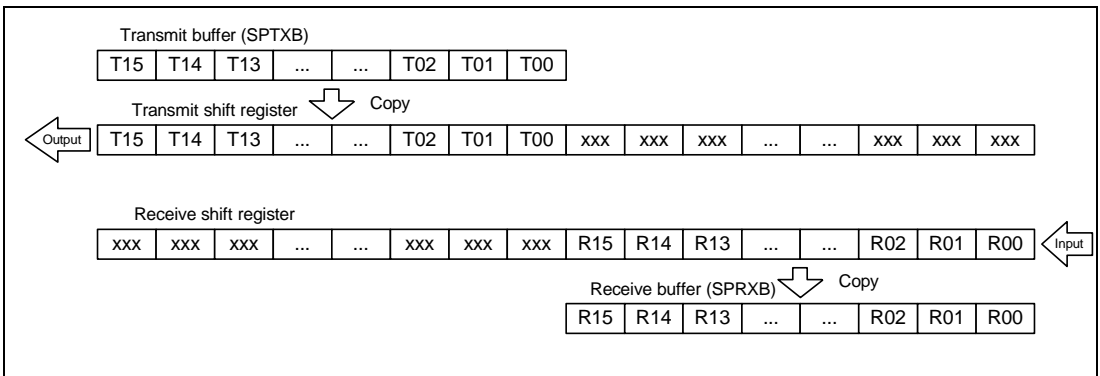 Transmit buffer (SPTXB)
T15 T14 T13 ... ... T02 T01 T00
Transmit shift register Copy
Output T15 T14 T13 ... ... T02 T01 T00 xxx xxx xxx ... ... xxx xxx xxx
Receive shift register
xxx xxx xxx ... ... xxx xxx xxx R15 R14 R13 ... ... R02 R01 R00 Input
Receive buffer (SPRXB) Copy
R15 R14 R13 ... ... R02 R01 R00